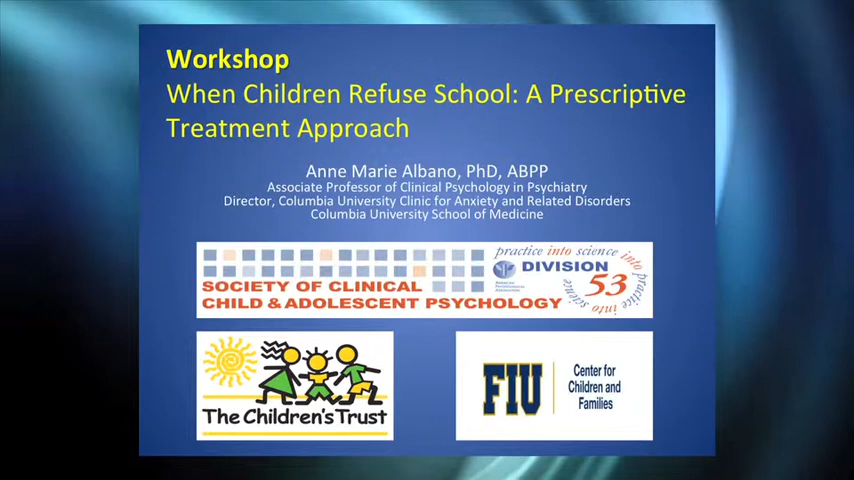 Workshop
When Children Refuse School: A Prescriptive
Treatment Approach
Anne Marie Albano, PhD, ABPP
Associate Professor of Clinical Psychology in Psychiatry
Director, Columbia University Clinic for Anxiety and Related Disorders
Columbia University School of Medicine
practice into science into practice into science
AMERICAN
PSYCHOLOGICAL
ASSOCIATION
DIVISION
53
SOCIETY OF CLINICAL
CHILD & ADOLESCENT PSYCHOLOGY
The Children's Trust
FIU
Center for
Children and
Families